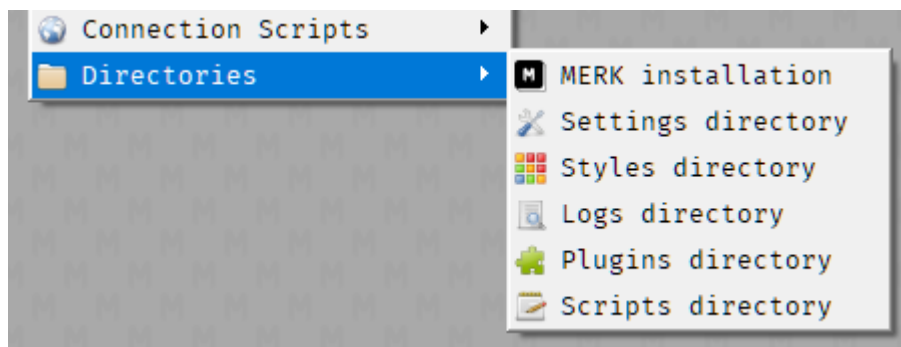 Connection Scripts
Directories
MERK installation
Settings directory
Styles directory
Logs directory
Plugins directory
Scripts directory